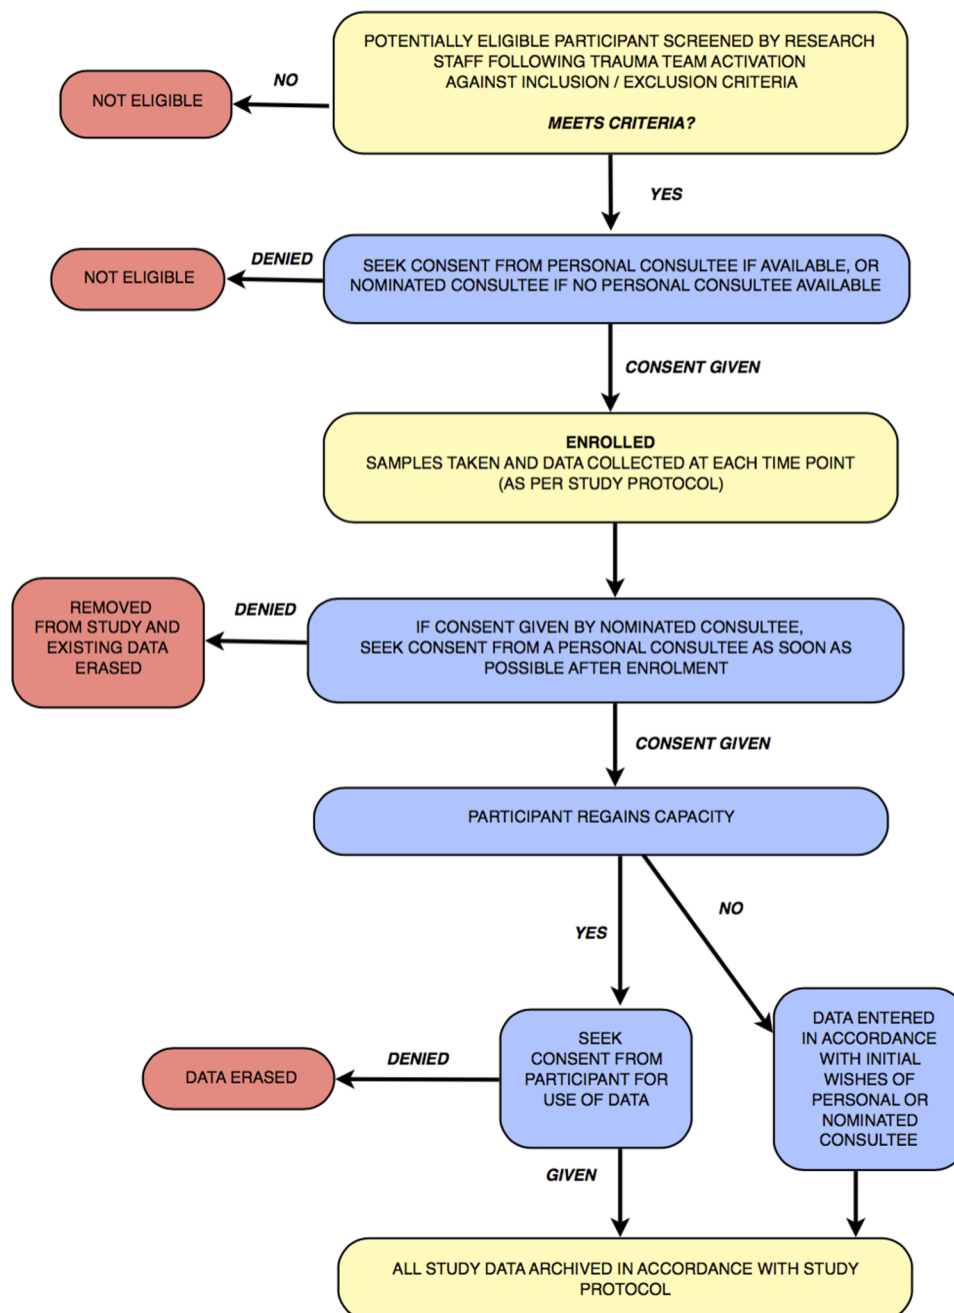 POTENTIALLY ELIGIBLE PARTICIPANT SCREENED BY RESEARCH
STAFF FOLLOWING TRAUMA TEAM ACTIVATION
AGAINST INCLUSION / EXCLUSION CRITERIA
MEETS CRITERIA?
NO
NOT ELIGIBLE
YES
SEEK CONSENT FROM PERSONAL CONSULTEE IF AVAILABLE, OR
NOMINATED CONSULTEE IF NO PERSONAL CONSULTEE AVAILABLE
DENIED
NOT ELIGIBLE
CONSENT GIVEN
ENROLLED
SAMPLES TAKEN AND DATA COLLECTED AT EACH TIME POINT
(AS PER STUDY PROTOCOL)
IF CONSENT GIVEN BY NOMINATED CONSULTEE,
SEEK CONSENT FROM A PERSONAL CONSULTEE AS SOON AS
POSSIBLE AFTER ENROLMENT
DENIED
REMOVED
FROM STUDY AND
EXISTING DATA
ERASED
CONSENT GIVEN
PARTICIPANT REGAINS CAPACITY
YES
NO
SEEK
CONSENT FROM
PARTICIPANT FOR
USE OF DATA
DENIED
DATA ERASED
DATA ENTERED
IN ACCORDANCE
WITH INITIAL
WISHES OF
PERSONAL OR
NOMINATED
CONSULTEE
GIVEN
ALL STUDY DATA ARCHIVED IN ACCORDANCE WITH STUDY
PROTOCOL